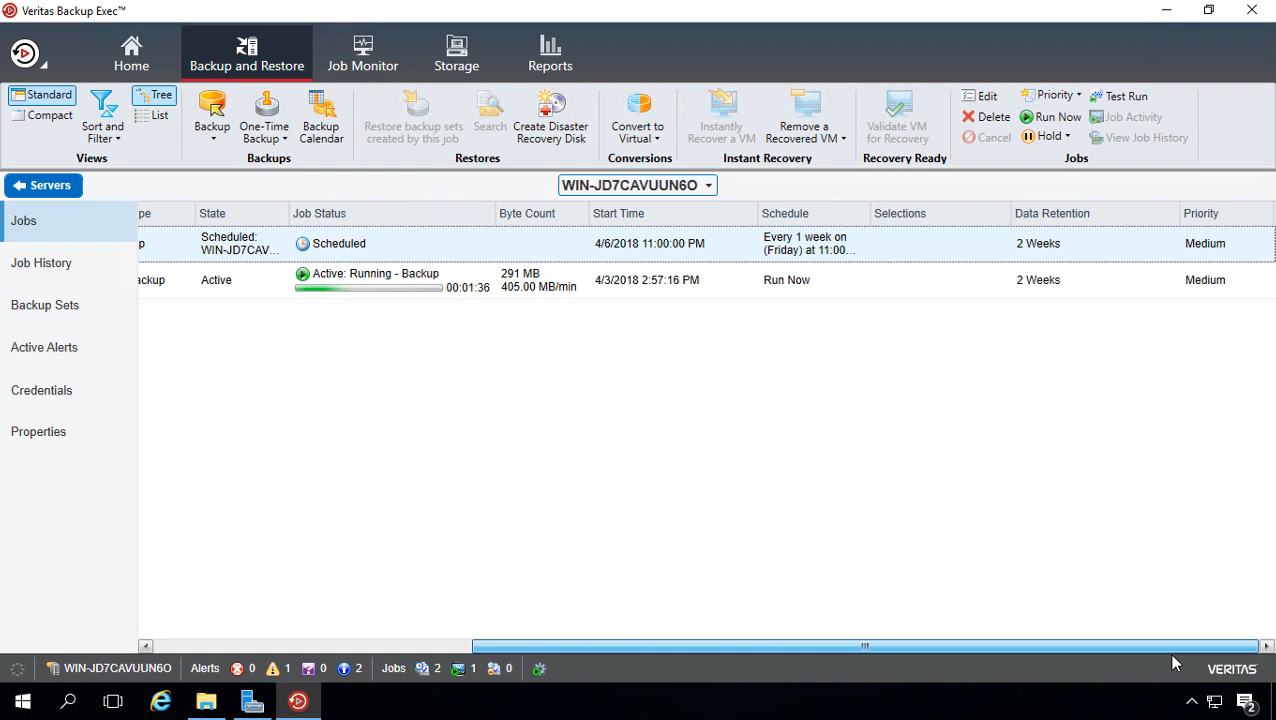 Veritas Backup Exec™
Home
Backup and Restore
Job Monitor
Storage
Reports
Standard
Compact
Sort and
Filter
Tree
List
Views
Backup
One-Time
Backup
Backup
Calendar
Backups
Restore backup sets
created by this job
Search
Create Disaster
Recovery Disk
Restores
Convert to
Virtual
Conversions
Instantly
Recover a VM
Remove a
Recovered VM
Instant Recovery
Validate VM
for Recovery
Recovery Ready
Edit
Delete
Cancel
Priority
Run Now
Hold
Test Run
Job Activity
View Job History
Jobs
Servers
WIN-JD7CAVUUN6O
Jobs
Job History
Backup Sets
Active Alerts
Credentials
Properties
pe State Job Status Byte Count Start Time Schedule Selections Data Retention Priority
p Scheduled:
WIN-JD7CAV... Scheduled 4/6/2018 11:00:00 PM Every 1 week on
(Friday) at 11:00... 2 Weeks Medium
ackup Active Active: Running - Backup
00:01:36 291 MB
405.00 MB/min 4/3/2018 2:57:16 PM Run Now 2 Weeks Medium
WIN-JD7CAVUUN6O Alerts 0 1 0 2 Jobs 2 1 0 VERITAS
2